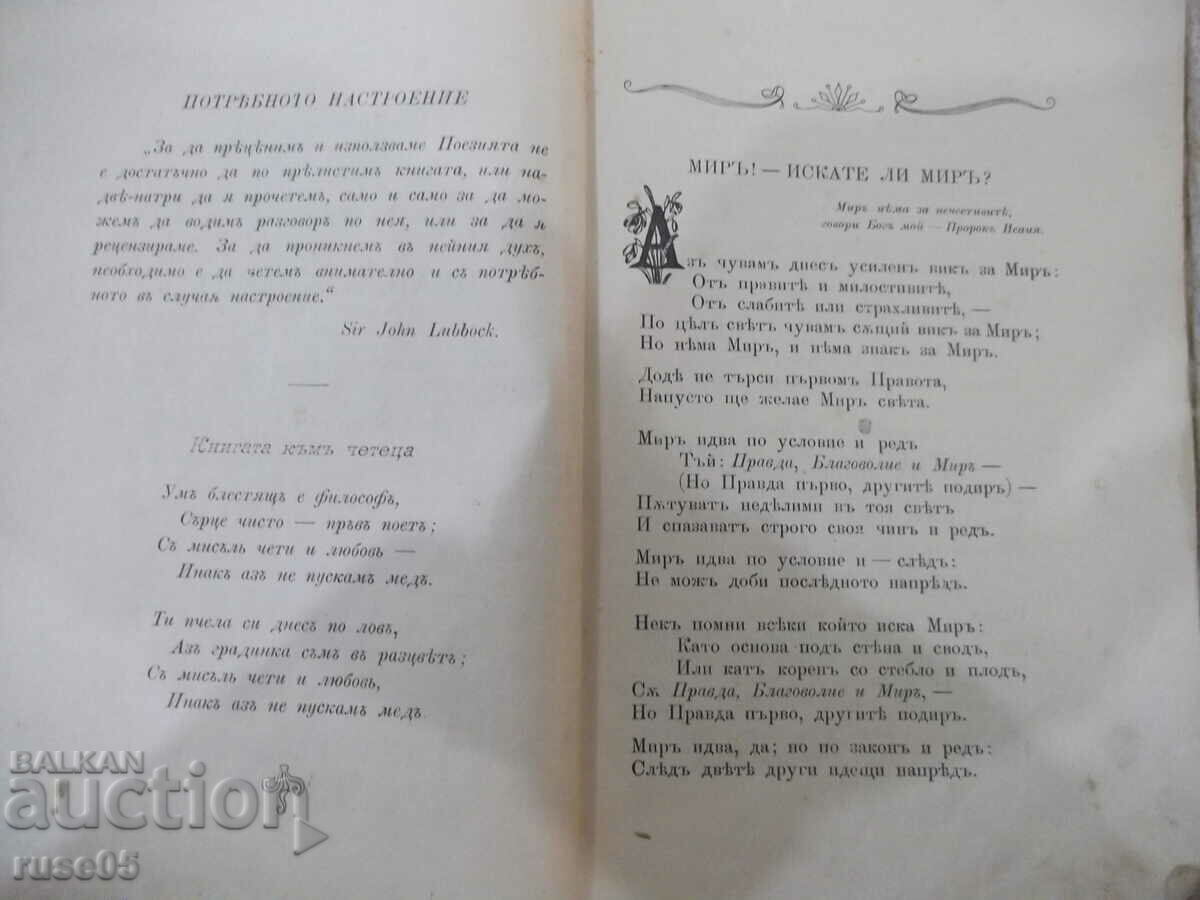 ПОТРѢБНОТО НАСТРОЕНИЕ
„За да прѣцѣнимъ и използваме Поезията не
е достатъчно да по прѣлистимъ книгата, или на-
двѣ-натри да я прочетемъ, само и само за да мо-
жемъ да водимъ разговоръ по нея, или за да я
рецензираме. За да проникнемъ въ нейния духъ,
необходимо е да четемъ внимателно и съ потрѣб-
ното въ случая настроение.“
Sir John Lubbock.
Книгата къмъ четеца
Умъ блестящъ е философъ,
Сърце чисто — пръвъ поетъ;
Съ мисъль чети и любовь —
Инакъ азъ не пускамъ медъ.
Ти пчела си днесъ по ловъ,
Азъ градинка съмъ въ разцвѣтъ;
Съ мисъль чети и любовь,
Инакъ азъ не пускамъ медъ.
МИРЪ! — ИСКАТЕ ЛИ МИРЪ?
Миръ нѣма за нечестивитѣ,
говори Богъ мой — Пророкъ Исаия.
Азъ чувамъ днесъ усиленъ викъ за Миръ:
Отъ правитѣ и милостивитѣ,
Отъ слабитѣ или страхливитѣ, —
По цѣлъ свѣтъ чувамъ сѫщий викъ за Миръ;
Но нѣма Миръ, и нѣма знакъ за Миръ.
Додѣ не търси първомъ Правота,
Напусто ще желае Миръ свѣта.
Миръ идва по условие и редъ
Тъй: Правда, Благоволие и Миръ —
(Но Правда първо, другитѣ подиръ) —
Пѫтуватъ недѣлими въ тоя свѣтъ
И спазаватъ строго своя чинъ и редъ.
Миръ идва по условие и — слѣдъ:
Не можъ доби послѣдното напрѣдъ.
Некъ помни всѣки който иска Миръ:
Като основа подъ стѣна и сводъ,
Или катъ коренъ со стебло и плодъ,
Сѫ Правда, Благоволие и Миръ, —
Но Правда първо, другитѣ подиръ.
Миръ идва, да; но по законъ и редъ:
Слѣдъ двѣтѣ други идещи напрѣдъ.
BALKAN
auction
ruse05